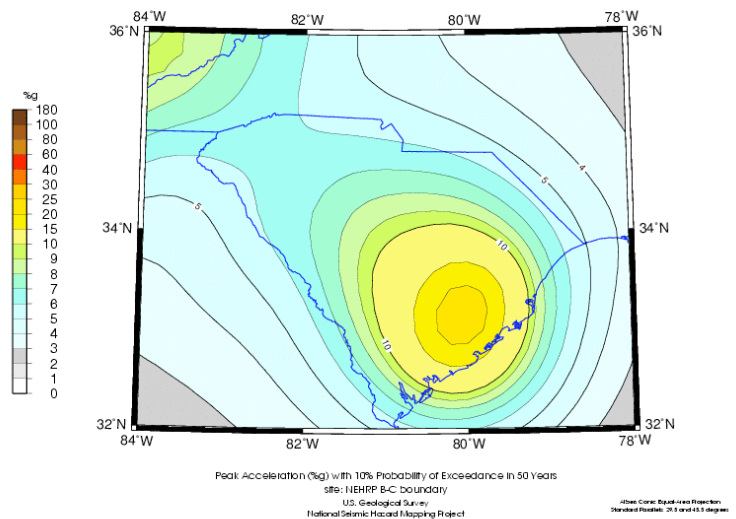 84°W 82°W 80°W 78°W
36°N 36°N
%g
180
100
80
60
40
30
25
20
15
10
9
8
7
6
5
4
3
2
1
0
5 4
5
34°N 34°N
10
10
32°N 32°N
84°W 82°W 80°W 78°W
Peak Acceleration (%g) with 10% Probability of Exceedance in 50 Years
site: NEHRP B-C boundary
U.S. Geological Survey
National Seismic Hazard Mapping Project
Albers Conic Equal-Area Projection
Standard Parallels: 29.5 and 45.5 degrees